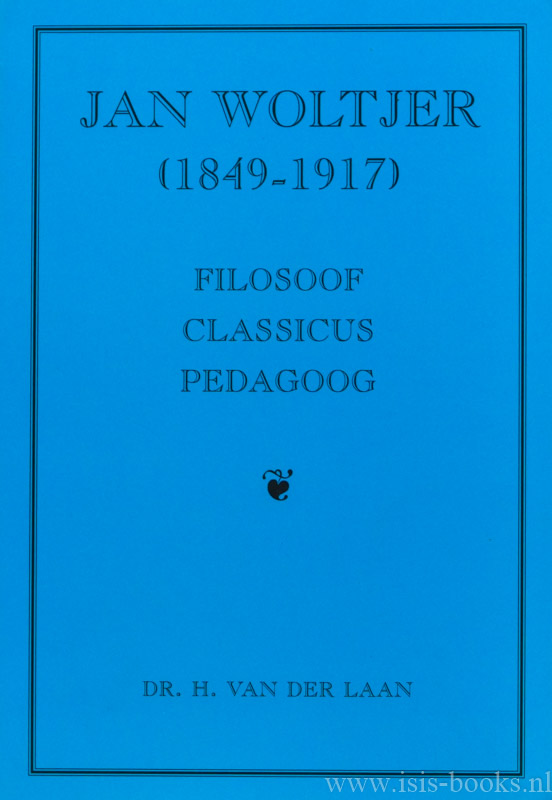 JAN WOLTJER
(1849-1917)
FILOSOOF
CLASSICUS
PEDAGOOG
DR. H. VAN DER LAAN
www.isis-books.nl